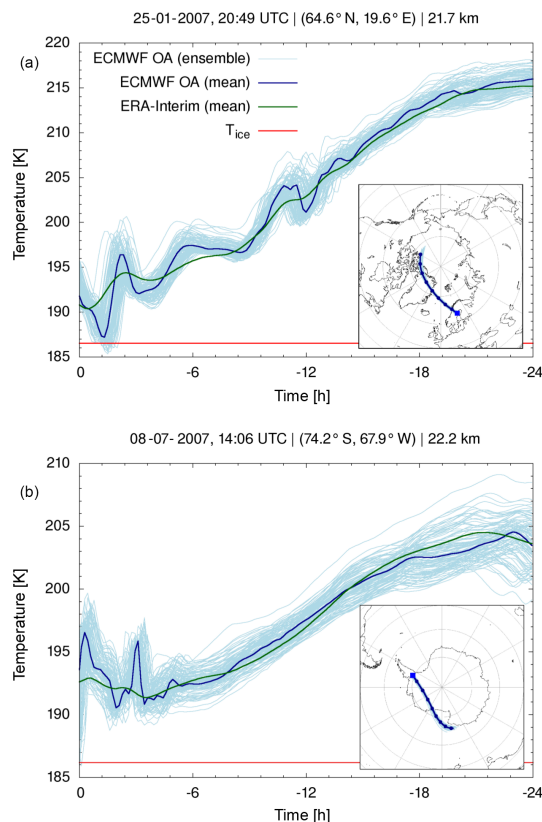 25-01-2007, 20:49 UTC | (64.6° N, 19.6° E) | 21.7 km
(a)
ECMWF OA (ensemble)
ECMWF OA (mean)
ERA-Interim (mean)
Tice
Temperature [K]
220
215
210
205
200
195
190
185
0 -6 -12 -18 -24
Time [h]
08-07-2007, 14:06 UTC | (74.2° S, 67.9° W) | 22.2 km
(b)
Temperature [K]
210
205
200
195
190
185
0 -6 -12 -18 -24
Time [h]